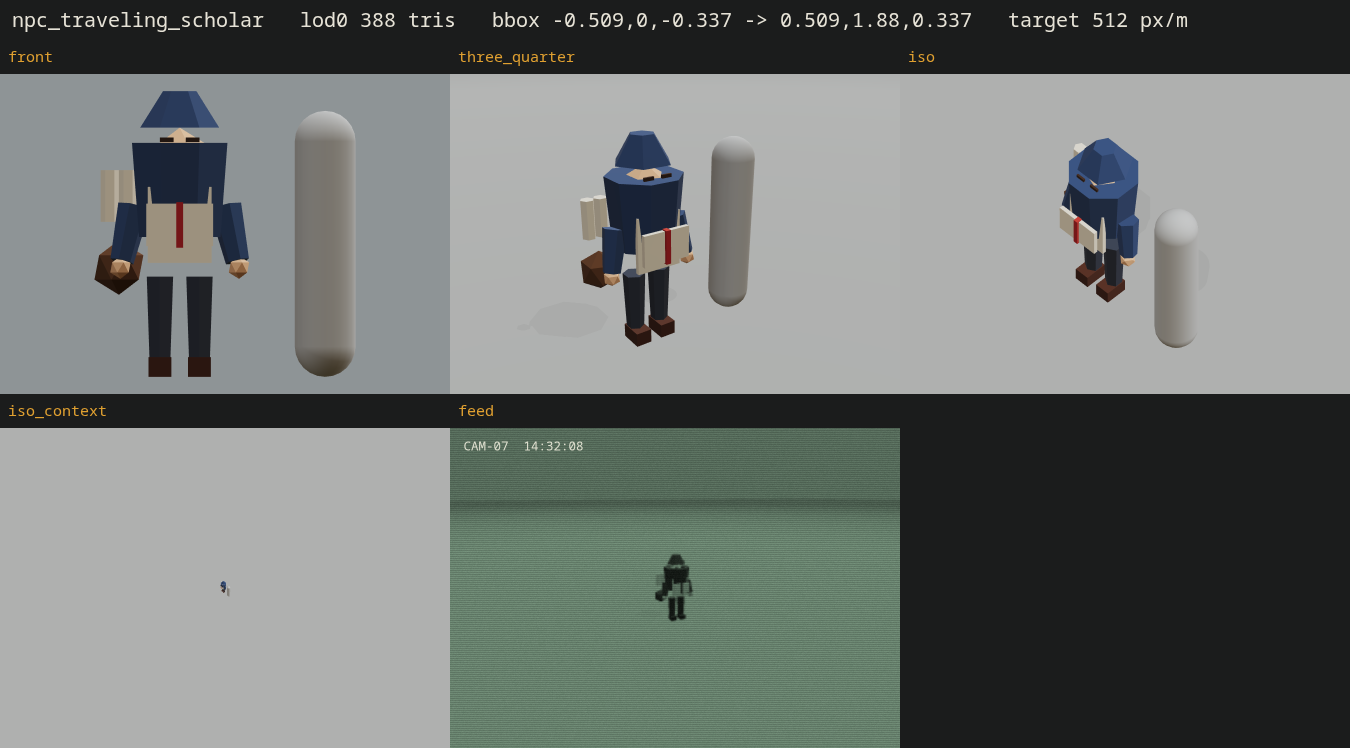 npc_traveling_scholar lod0 388 tris bbox -0.509,0,-0.337 -> 0.509,1.88,0.337 target 512 px/m
front three_quarter iso
iso_context feed
CAM-07 14:32:08